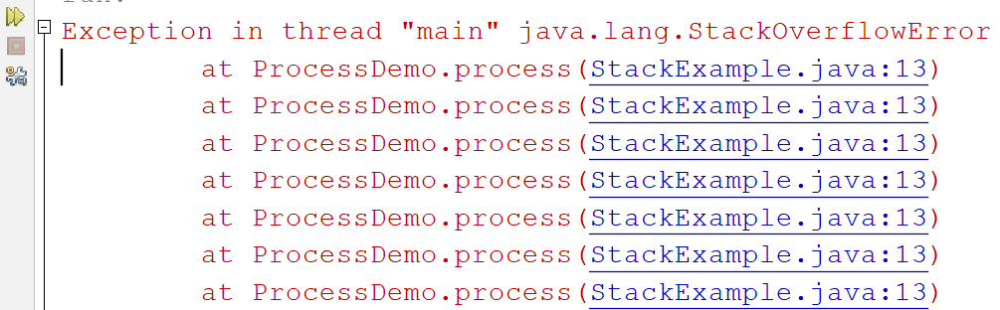 run:
Exception in thread "main" java.lang.StackOverflowError
at ProcessDemo.process(StackExample.java:13)
at ProcessDemo.process(StackExample.java:13)
at ProcessDemo.process(StackExample.java:13)
at ProcessDemo.process(StackExample.java:13)
at ProcessDemo.process(StackExample.java:13)
at ProcessDemo.process(StackExample.java:13)
at ProcessDemo.process(StackExample.java:13)